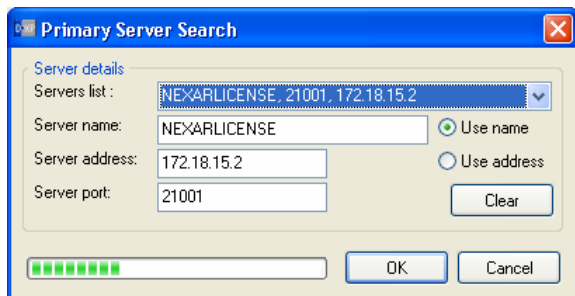 Primary Server Search
Server details
Servers list :
NEXARLICENSE, 21001, 172.18.15.2
Server name:
NEXARLICENSE
Use name
Server address:
172.18.15.2
Use address
Server port:
21001
Clear
OK
Cancel